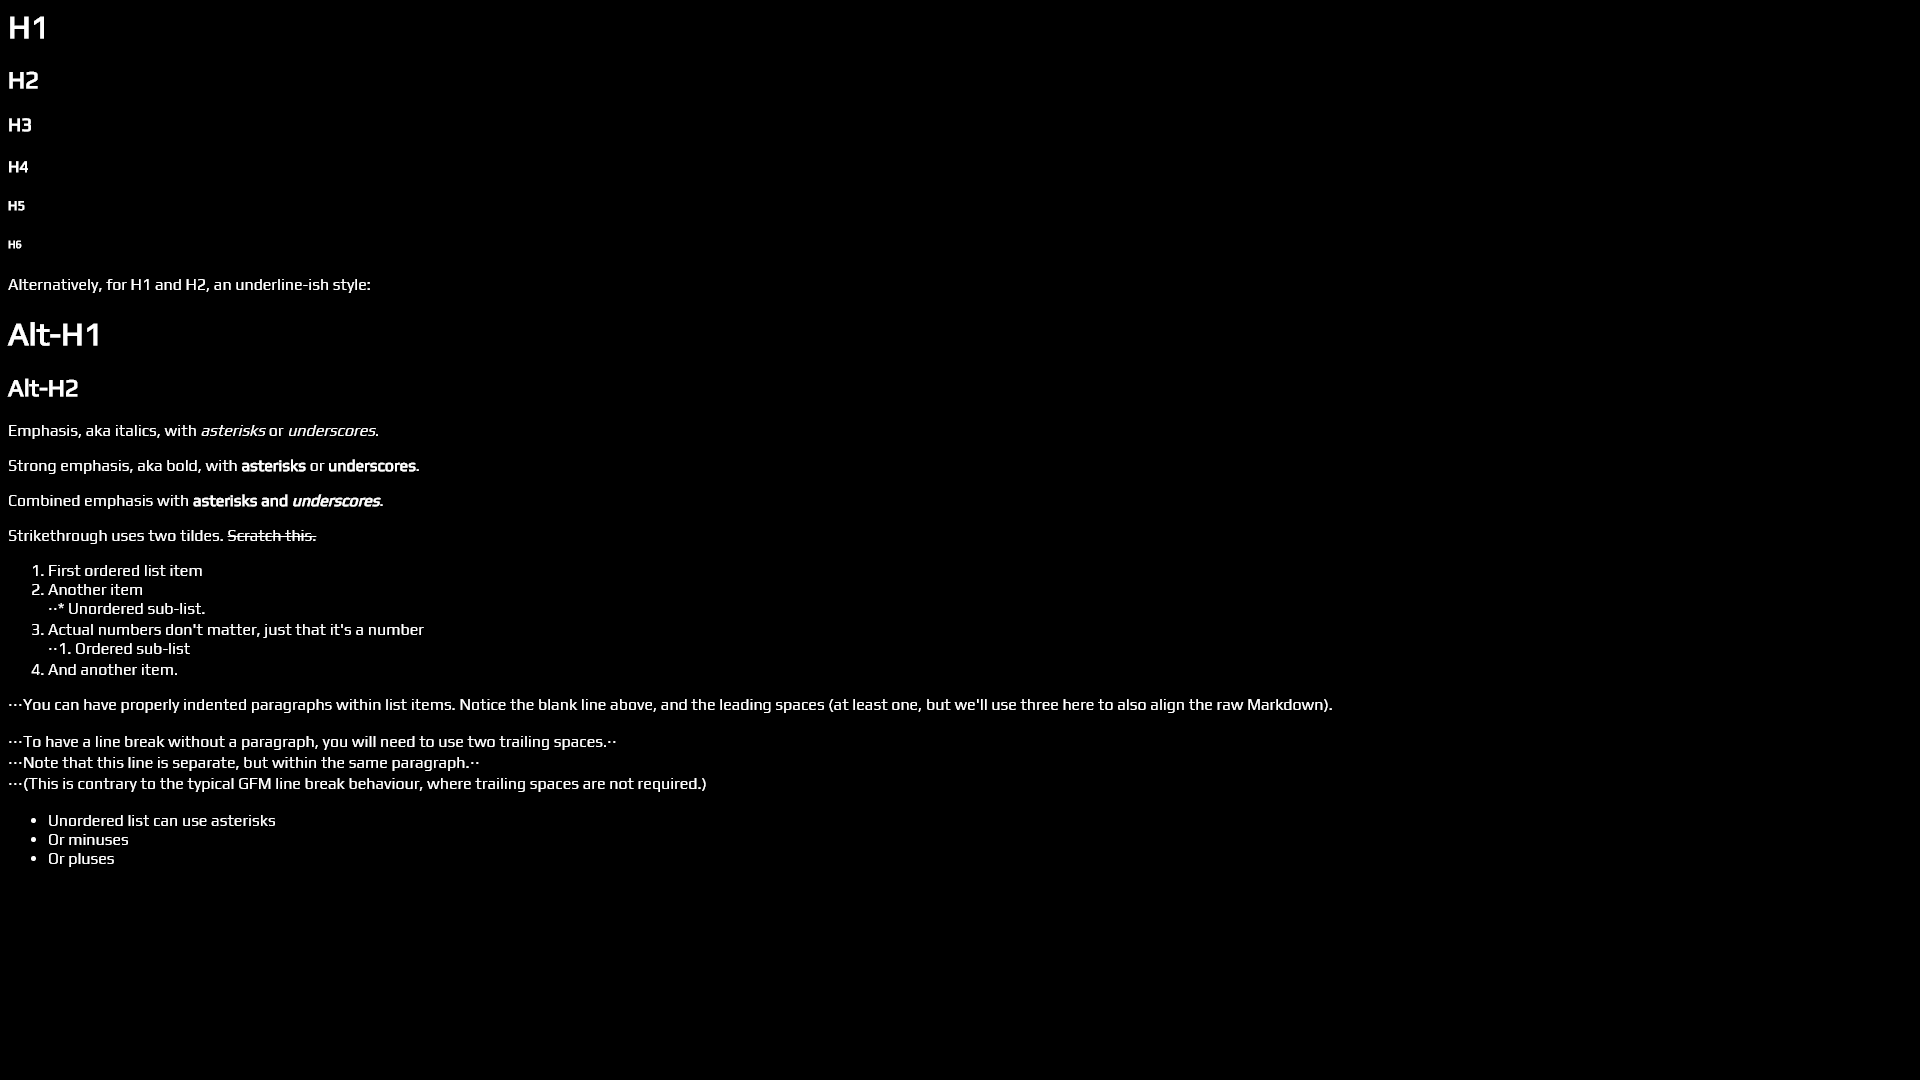 H1
H2
H3
H4
H5
H6
Alternatively, for H1 and H2, an underline-ish style:
Alt-H1
Alt-H2
Emphasis, aka italics, with asterisks or underscores.
Strong emphasis, aka bold, with asterisks or underscores.
Combined emphasis with asterisks and underscores.
Strikethrough uses two tildes. Scratch this.
1. First ordered list item
2. Another item
··* Unordered sub-list.
3. Actual numbers don't matter, just that it's a number
··1. Ordered sub-list
4. And another item.
···You can have properly indented paragraphs within list items. Notice the blank line above, and the leading spaces (at least one, but we'll use three here to also align the raw Markdown).
···To have a line break without a paragraph, you will need to use two trailing spaces.··
···Note that this line is separate, but within the same paragraph.··
···(This is contrary to the typical GFM line break behaviour, where trailing spaces are not required.)
• Unordered list can use asterisks
• Or minuses
• Or pluses